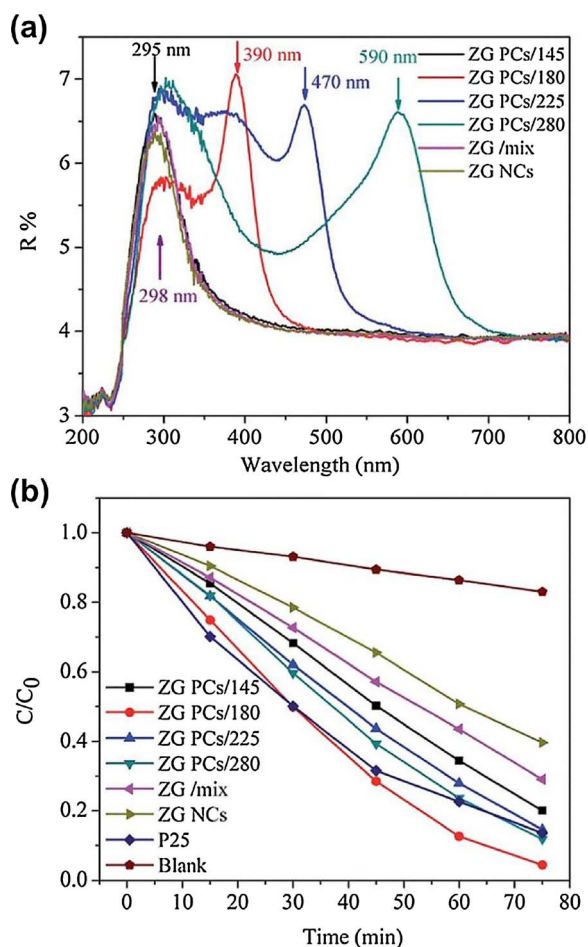 (a)
295 nm
390 nm
470 nm
590 nm
298 nm
ZG PCs/145
ZG PCs/180
ZG PCs/225
ZG PCs/280
ZG /mix
ZG NCs
R %
7
6
5
4
3
200 300 400 500 600 700 800
Wavelength (nm)
(b)
C/C0
1.0
0.8
0.6
0.4
0.2
0.0
ZG PCs/145
ZG PCs/180
ZG PCs/225
ZG PCs/280
ZG /mix
ZG NCs
P25
Blank
0 10 20 30 40 50 60 70 80
Time (min)